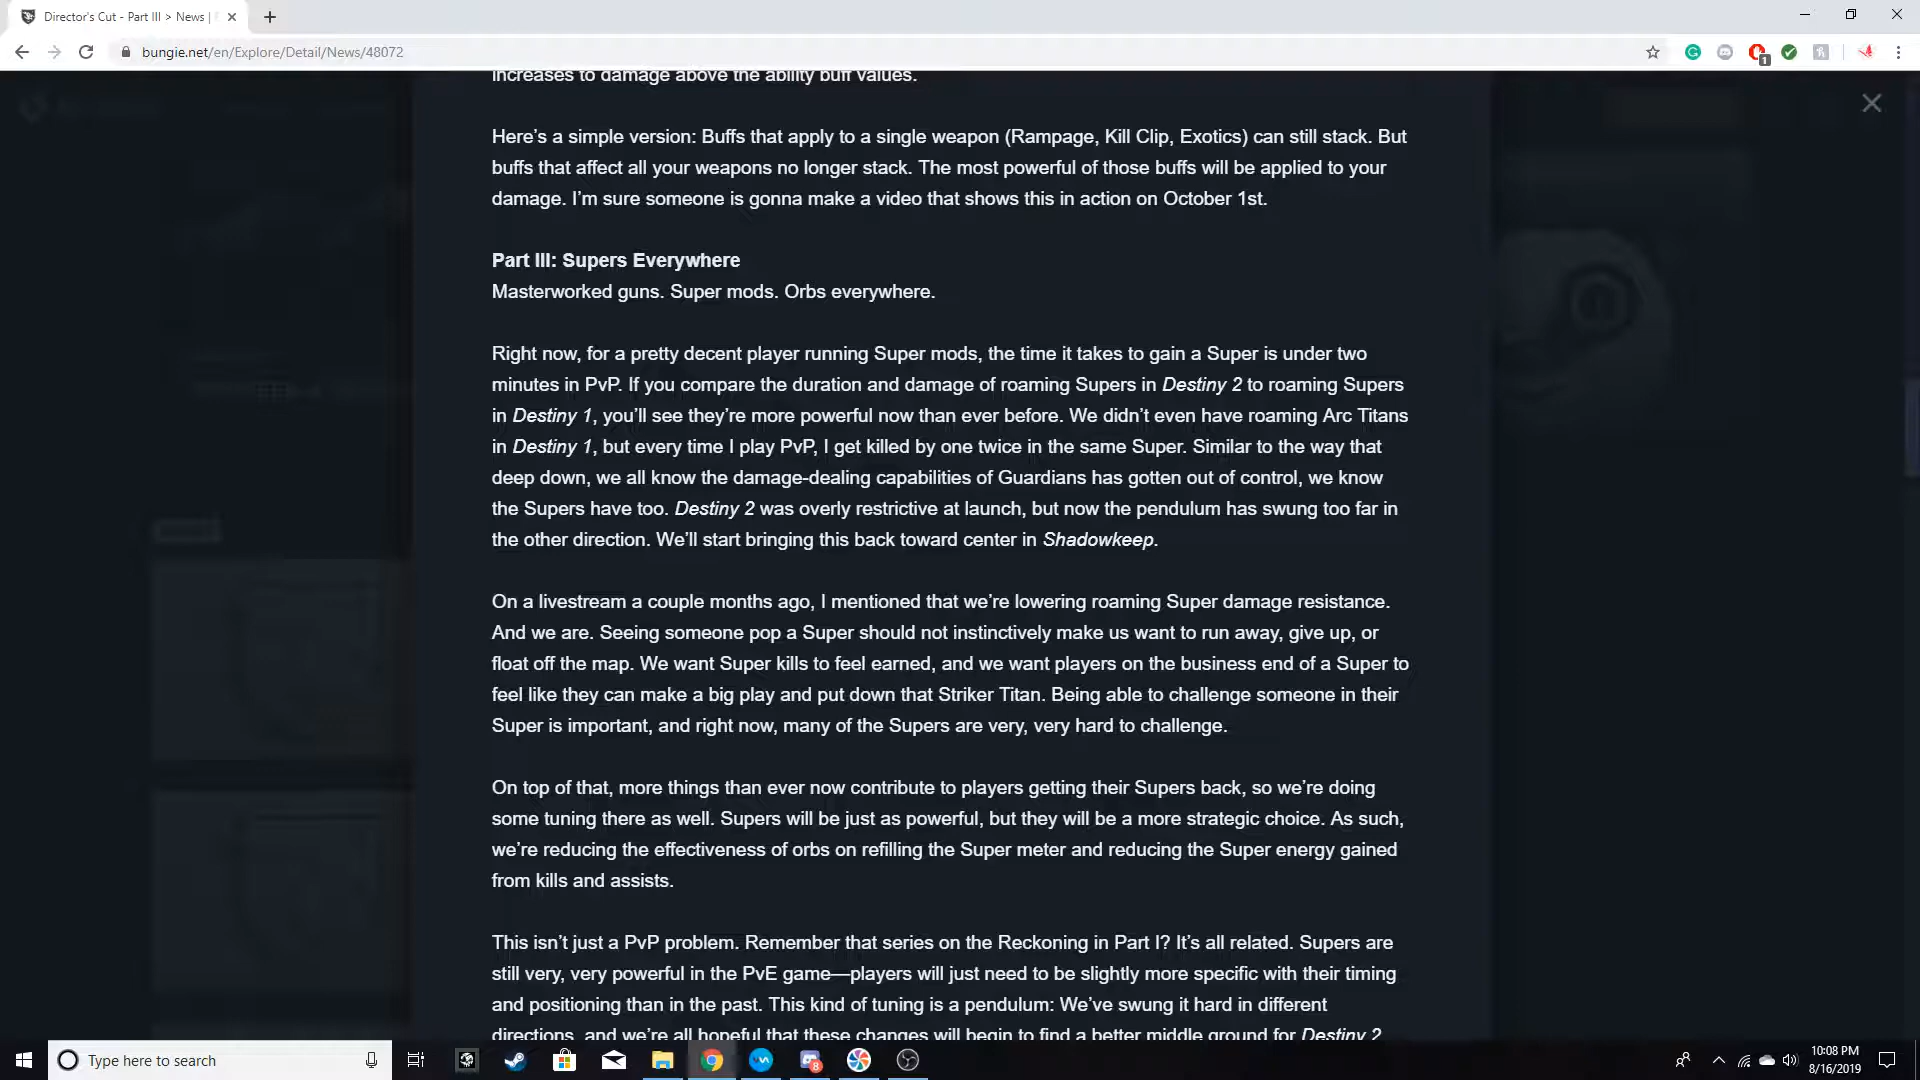 Director's Cut - Part III > News |
bungie.net/en/Explore/Detail/News/48072
increases to damage above the ability buff values.
Here's a simple version: Buffs that apply to a single weapon (Rampage, Kill Clip, Exotics) can still stack. But
buffs that affect all your weapons no longer stack. The most powerful of those buffs will be applied to your
damage. I'm sure someone is gonna make a video that shows this in action on October 1st.
Part III: Supers Everywhere
Masterworked guns. Super mods. Orbs everywhere.
Right now, for a pretty decent player running Super mods, the time it takes to gain a Super is under two
minutes in PvP. If you compare the duration and damage of roaming Supers in Destiny 2 to roaming Supers
in Destiny 1, you'll see they're more powerful now than ever before. We didn't even have roaming Arc Titans
in Destiny 1, but every time I play PvP, I get killed by one twice in the same Super. Similar to the way that
deep down, we all know the damage-dealing capabilities of Guardians has gotten out of control, we know
the Supers have too. Destiny 2 was overly restrictive at launch, but now the pendulum has swung too far in
the other direction. We'll start bringing this back toward center in Shadowkeep.
On a livestream a couple months ago, I mentioned that we're lowering roaming Super damage resistance.
And we are. Seeing someone pop a Super should not instinctively make us want to run away, give up, or
float off the map. We want Super kills to feel earned, and we want players on the business end of a Super to
feel like they can make a big play and put down that Striker Titan. Being able to challenge someone in their
Super is important, and right now, many of the Supers are very, very hard to challenge.
On top of that, more things than ever now contribute to players getting their Supers back, so we're doing
some tuning there as well. Supers will be just as powerful, but they will be a more strategic choice. As such,
we're reducing the effectiveness of orbs on refilling the Super meter and reducing the Super energy gained
from kills and assists.
This isn't just a PvP problem. Remember that series on the Reckoning in Part I? It's all related. Supers are
still very, very powerful in the PvE game—players will just need to be slightly more specific with their timing
and positioning than in the past. This kind of tuning is a pendulum: We've swung it hard in different
directions, and we're all hopeful that these changes will begin to find a better middle ground for Destiny 2
Type here to search
8
1
10:08 PM
8/16/2019